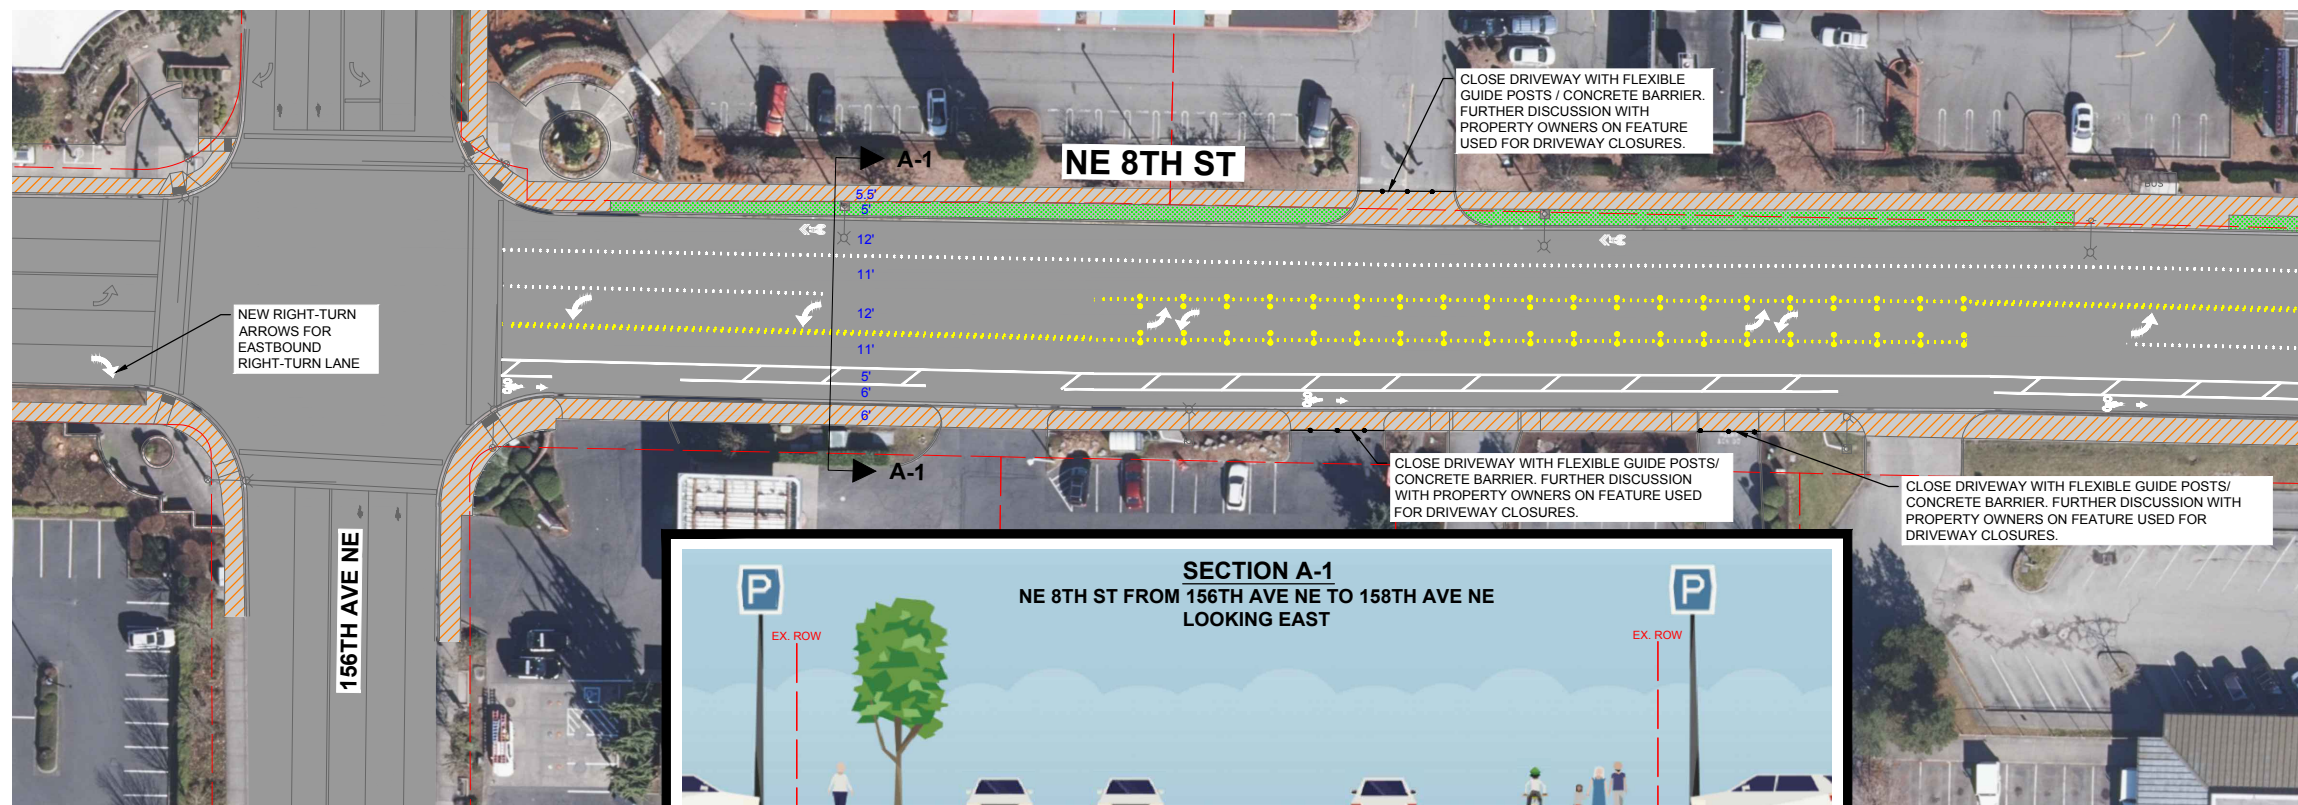 CLOSE DRIVEWAY WITH FLEXIBLE
GUIDE POSTS / CONCRETE BARRIER.
FURTHER DISCUSSION WITH
PROPERTY OWNERS ON FEATURE
USED FOR DRIVEWAY CLOSURES.
A-1
NE 8TH ST
BUS
5.5'
5'
12'
11'
12'
11'
5'
6'
6'
NEW RIGHT-TURN
ARROWS FOR
EASTBOUND
RIGHT-TURN LANE
A-1
CLOSE DRIVEWAY WITH FLEXIBLE GUIDE POSTS/
CONCRETE BARRIER. FURTHER DISCUSSION
WITH PROPERTY OWNERS ON FEATURE USED
FOR DRIVEWAY CLOSURES.
CLOSE DRIVEWAY WITH FLEXIBLE GUIDE POSTS/
CONCRETE BARRIER. FURTHER DISCUSSION WITH
PROPERTY OWNERS ON FEATURE USED FOR
DRIVEWAY CLOSURES.
156TH AVE NE
SECTION A-1
NE 8TH ST FROM 156TH AVE NE TO 158TH AVE NE
LOOKING EAST
P
P
EX. ROW
EX. ROW